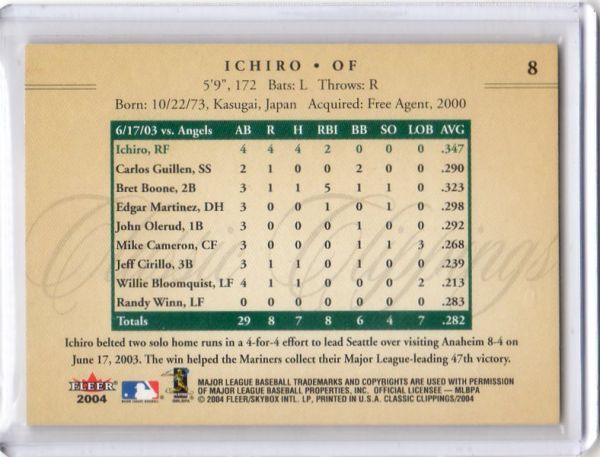 ICHIRO • OF
8
5'9", 172 Bats: L Throws: R
Born: 10/22/73, Kasugai, Japan Acquired: Free Agent, 2000
6/17/03 vs. Angels AB R H RBI BB SO LOB AVG
Ichiro, RF 4 4 4 2 0 0 0 .347
Carlos Guillen, SS 2 1 0 0 2 0 0 .290
Bret Boone, 2B 3 1 1 5 1 1 0 .323
Edgar Martinez, DH 3 0 0 1 0 1 0 .298
John Olerud, 1B 3 0 0 0 1 0 0 .292
Mike Cameron, CF 3 0 0 0 1 1 3 .268
Jeff Cirillo, 3B 3 1 1 0 1 0 0 .239
Willie Bloomquist, LF 4 1 1 0 0 0 2 .213
Randy Winn, LF 0 0 0 0 0 0 0 .283
Totals 29 8 7 8 6 4 7 .282
Classic Clippings
Ichiro belted two solo home runs in a 4-for-4 effort to lead Seattle over visiting Anaheim 8-4 on
June 17, 2003. The win helped the Mariners collect their Major League-leading 47th victory.
FLEER
2004
MAJOR LEAGUE BASEBALL TRADEMARKS AND COPYRIGHTS ARE USED WITH PERMISSION
OF MAJOR LEAGUE BASEBALL PROPERTIES, INC. OFFICIAL LICENSEE — MLBPA
© 2004 FLEER/SKYBOX INTL. LP, PRINTED IN U.S.A. CLASSIC CLIPPINGS/2004